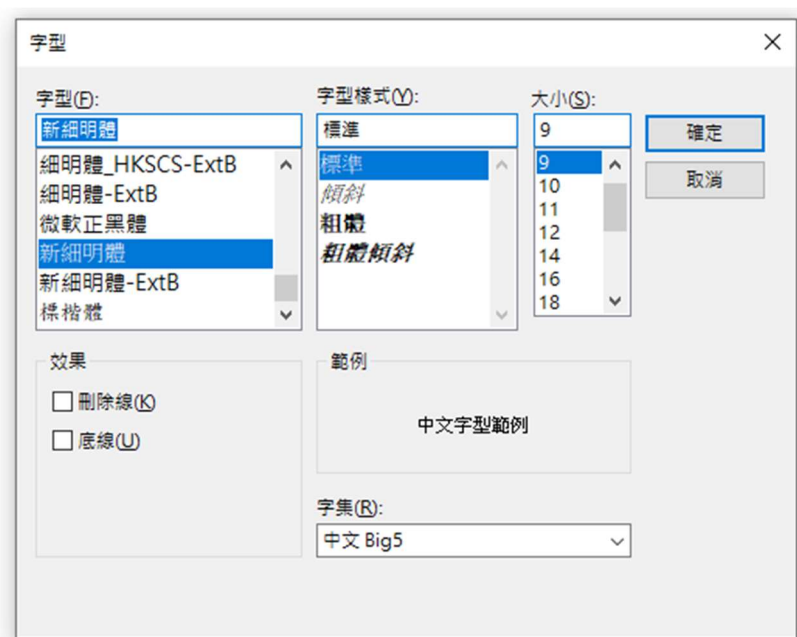 字型
字型(F):
新細明體
細明體_HKSCS-ExtB
細明體-ExtB
微軟正黑體
新細明體
新細明體-ExtB
標楷體
字型樣式(Y):
標準
標準
傾斜
粗體
粗體傾斜
大小(S):
9
9
10
11
12
14
16
18
確定
取消
效果
刪除線(K)
底線(U)
範例
中文字型範例
字集(R):
中文 Big5